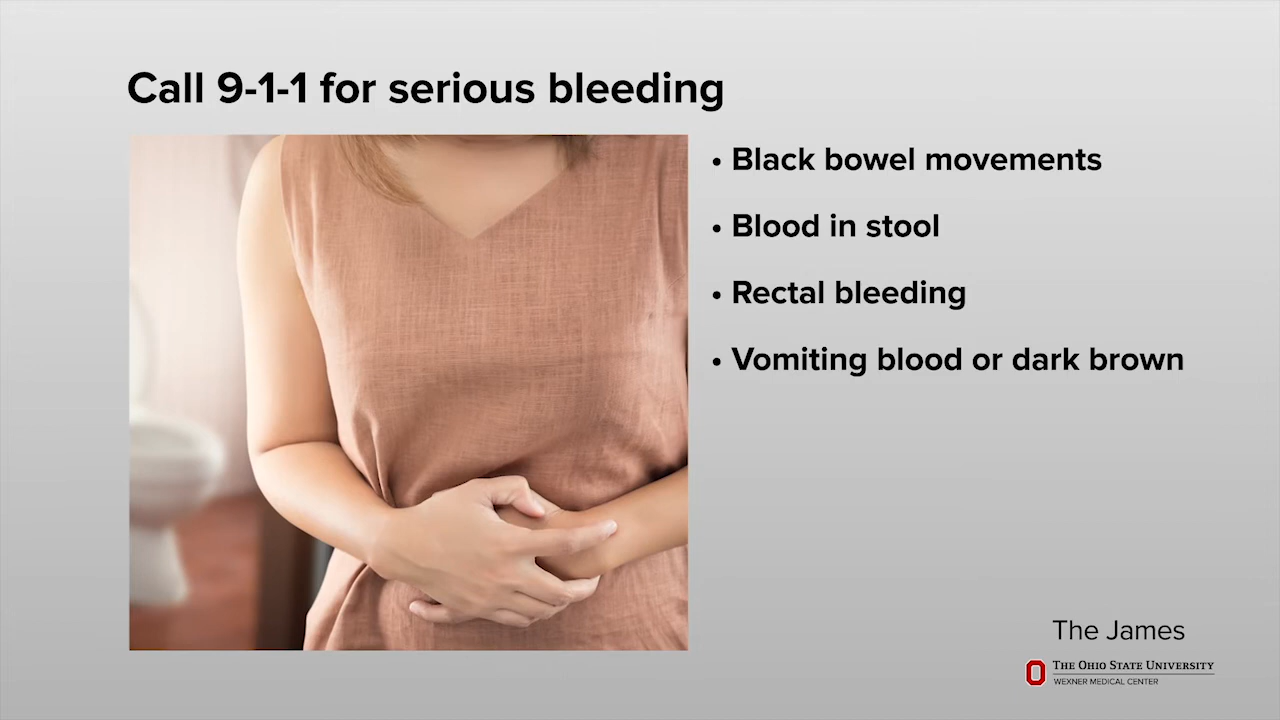 Call 9-1-1 for serious bleeding
• Black bowel movements
• Blood in stool
• Rectal bleeding
• Vomiting blood or dark brown
The James
THE OHIO STATE UNIVERSITY
WEXNER MEDICAL CENTER